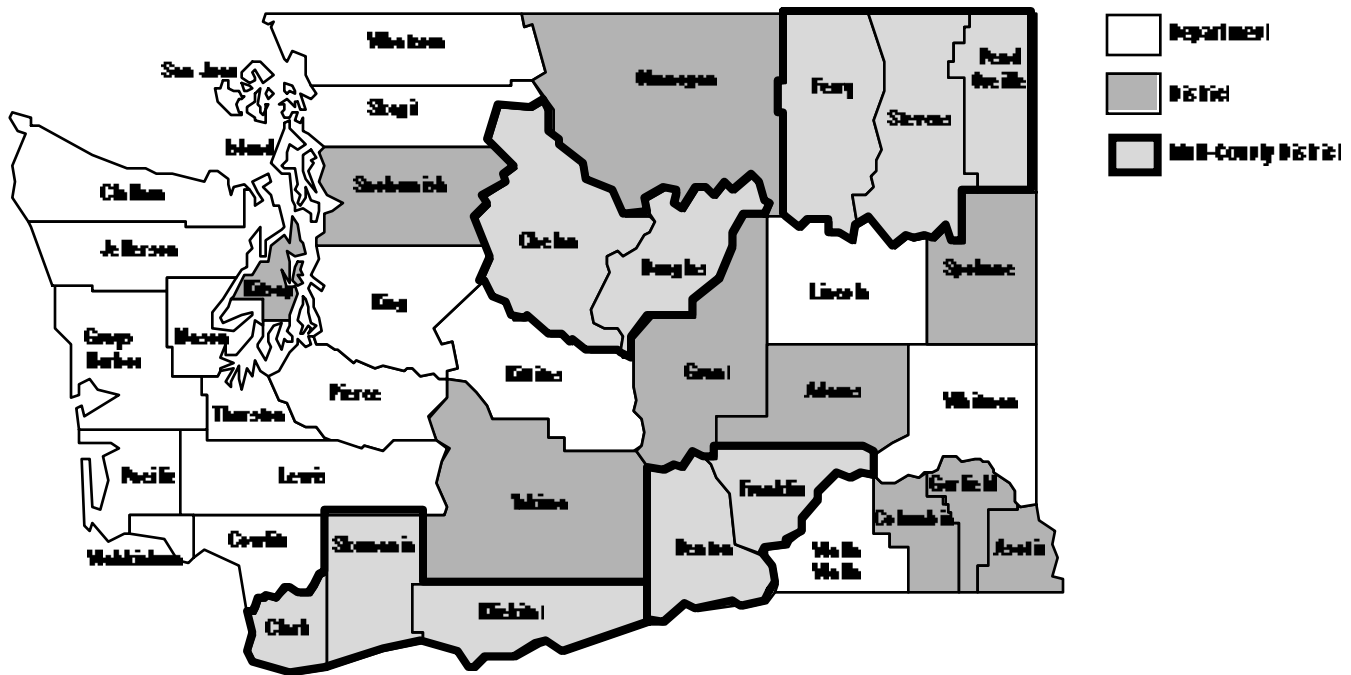 Whatcom
San Juan
Skagit
Island
Snohomish
Clallam
Jefferson
Kitsap
King
Grays
Harbor
Mason
Thurston
Pierce
Pacific
Lewis
Wahkiakum
Cowlitz
Clark
Skamania
Klickitat
Yakima
Kittitas
Chelan
Douglas
Okanogan
Ferry
Stevens
Pend
Oreille
Lincoln
Spokane
Grant
Adams
Whitman
Benton
Franklin
Walla
Walla
Columbia
Garfield
Asotin
Department
District
Multi-County District